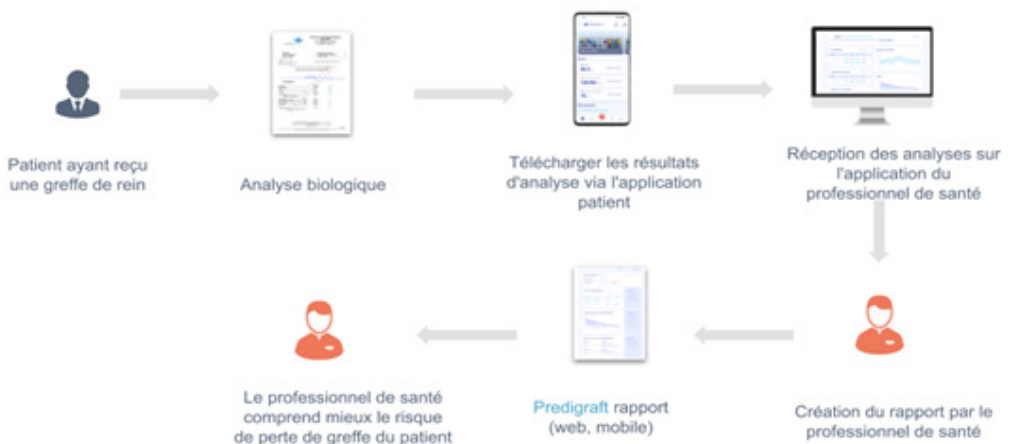 Patient ayant reçu
une greffe de rein
Analyse biologique
Télécharger les résultats
d'analyse via l'application
patient
Réception des analyses sur
l'application du
professionnel de santé
Création du rapport par le
professionnel de santé
Predigraft rapport
(web, mobile)
Le professionnel de santé
comprend mieux le risque
de perte de greffe du patient